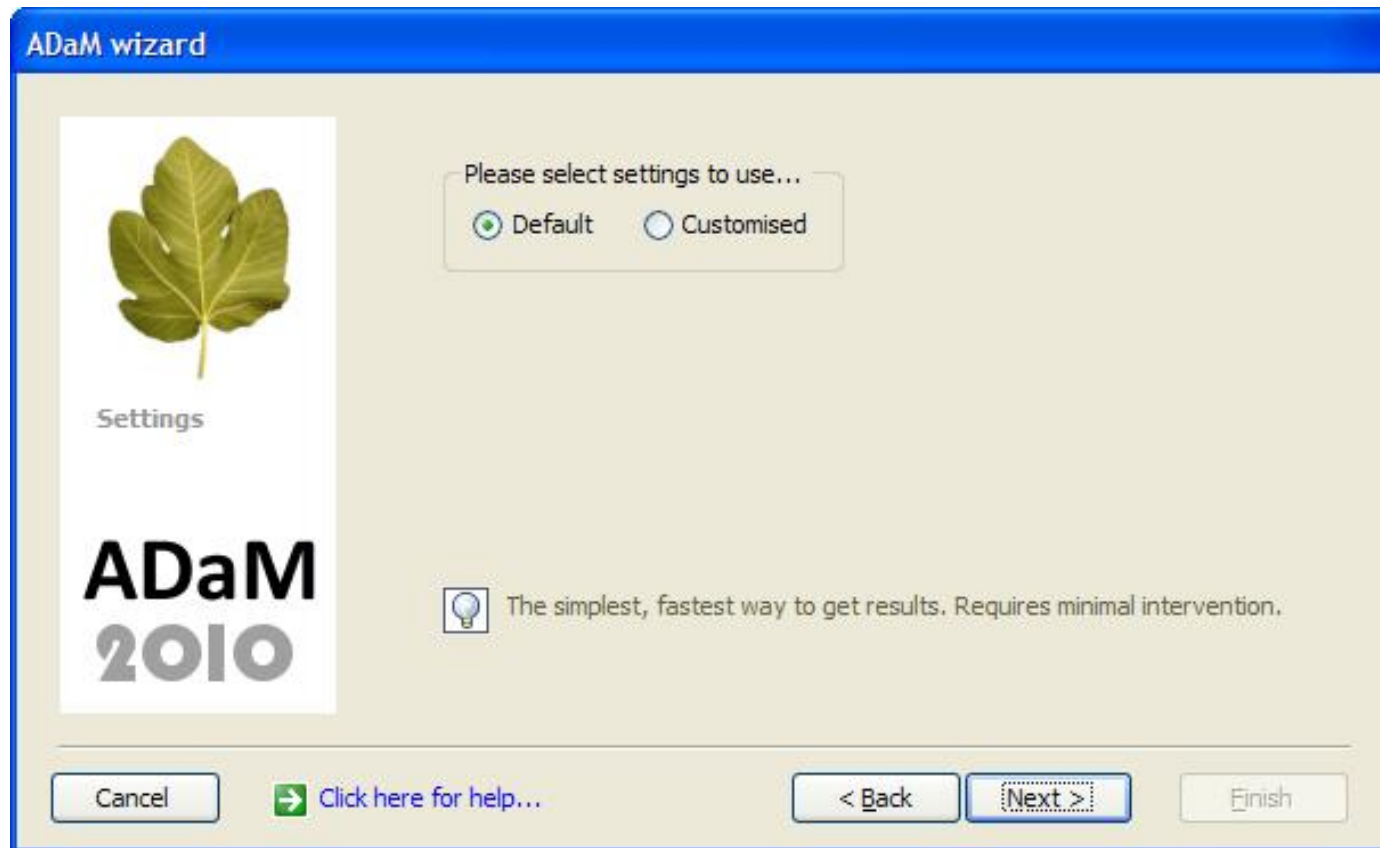 ADaM wizard
Please select settings to use...
Default
Customised
Settings
ADaM
2010
The simplest, fastest way to get results. Requires minimal intervention.
Cancel
Click here for help...
< Back
Next >
Finish